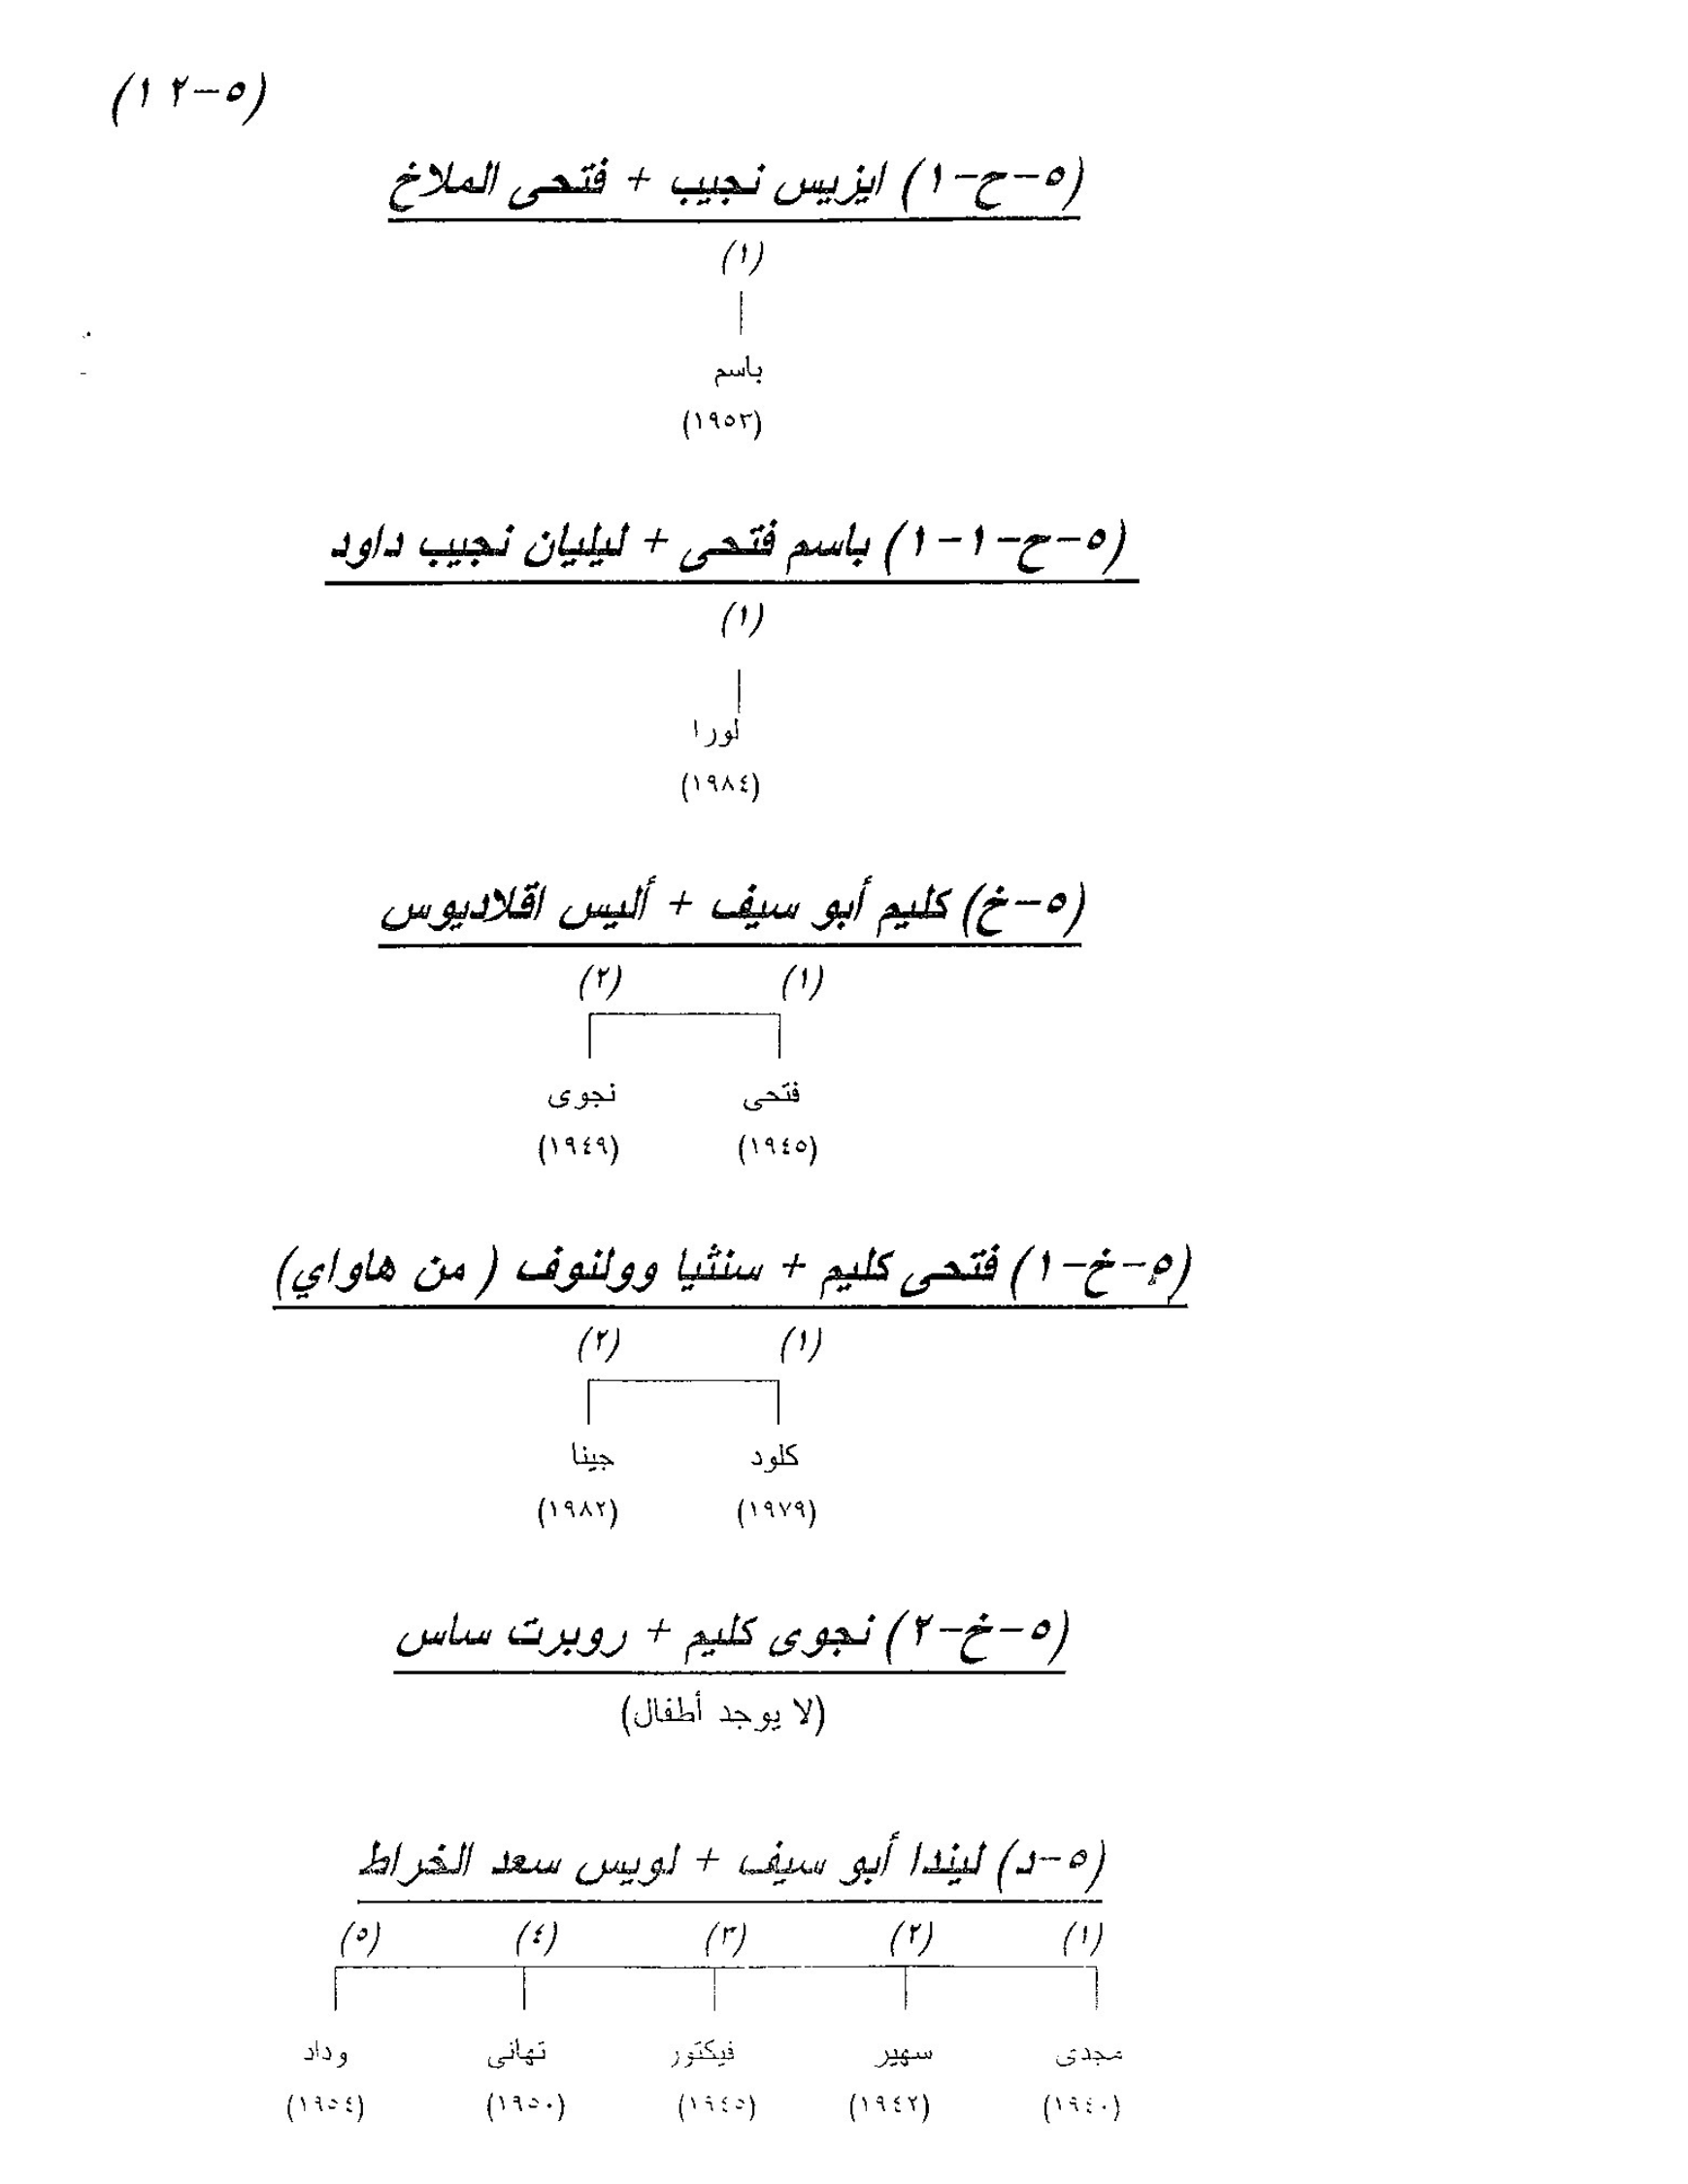 (٥-١٢)
(٥-ح-١) ايزيس نجيب + فتحى الملاخ
(١)
باسم
(١٩٥٣)
(٥-ح-١-١) باسم فتحى + ليليان نجيب داود
(١)
لورا
(١٩٨٤)
(٥-خ) كليم أبو سيف + أليس اقلاديوس
(١) (٢)
فتحى نجوى
(١٩٤٥) (١٩٤٩)
(٥-خ-١) فتحى كليم + سنثيا وولنوف ( من هاواي)
(١) (٢)
كلود جينا
(١٩٧٩) (١٩٨٢)
(٥-خ-٢) نجوى كليم + روبرت ساس
(لا يوجد أطفال)
(٥-د) ليندا أبو سيف + لويس سعد الخراط
(١) (٢) (٣) (٤) (٥)
مجدى سهير فيكتور تهانى وداد
(١٩٤٠) (١٩٤٢) (١٩٤٥) (١٩٥٠) (١٩٥٤)